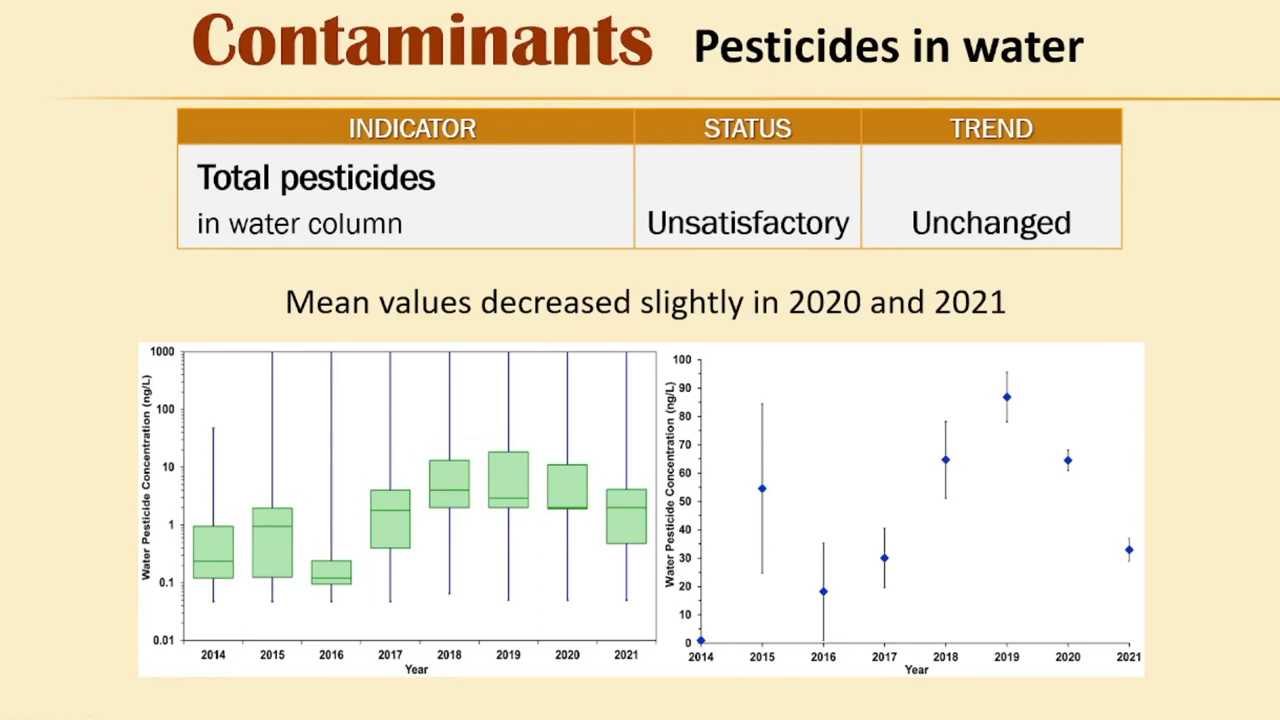 Contaminants Pesticides in water
INDICATOR STATUS TREND
Total pesticides
in water column Unsatisfactory Unchanged
Mean values decreased slightly in 2020 and 2021
Water Pesticide Concentration (ng/L)
1000
100
10
1
0.1
0.01
2014 2015 2016 2017 2018 2019 2020 2021
Year
Water Pesticide Concentration (ng/L)
100
90
80
70
60
50
40
30
20
10
0
2014 2015 2016 2017 2018 2019 2020 2021
Year